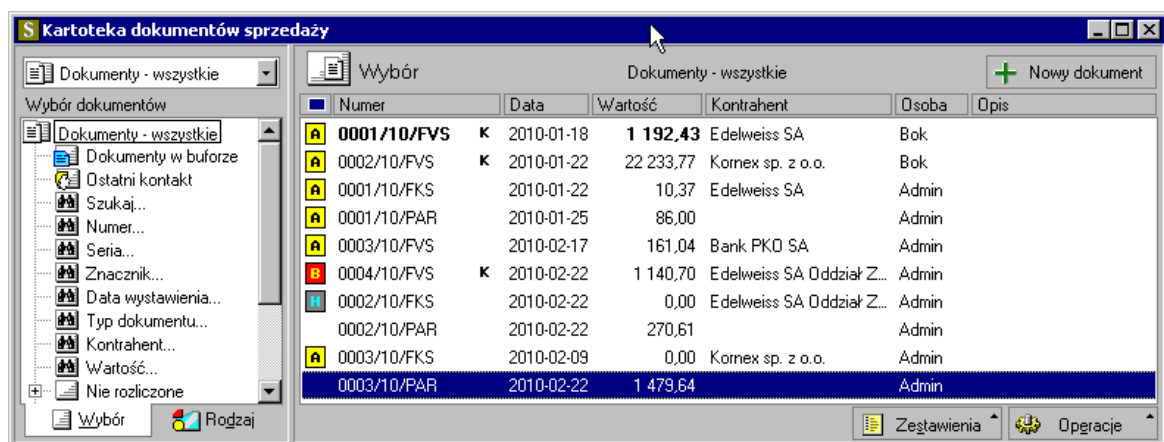 S Kartoteka dokumentów sprzedaży
Dokumenty - wszystkie
Wybór dokumentów
Dokumenty - wszystkie
Dokumenty w buforze
Ostatni kontakt
Szukaj...
Numer...
Seria...
Znacznik...
Data wystawienia...
Typ dokumentu...
Kontrahent...
Wartość...
Nie rozliczone
Wybór Rodzaj
Wybór Dokumenty - wszystkie Nowy dokument
Numer Data Wartość Kontrahent Osoba Opis
A 0001/10/FVS K 2010-01-18 1 192,43 Edelweiss SA Bok
A 0002/10/FVS K 2010-01-22 22 233,77 Kornex sp. z o.o. Bok
A 0001/10/FKS 2010-01-22 10,37 Edelweiss SA Admin
A 0001/10/PAR 2010-01-25 86,00 Admin
A 0003/10/FVS 2010-02-17 161,04 Bank PKO SA Admin
B 0004/10/FVS K 2010-02-22 1 140,70 Edelweiss SA Oddział Z... Admin
H 0002/10/FKS 2010-02-22 0,00 Edelweiss SA Oddział Z... Admin
0002/10/PAR 2010-02-22 270,61 Admin
A 0003/10/FKS 2010-02-09 0,00 Kornex sp. z o.o. Admin
0003/10/PAR 2010-02-22 1 479,64 Admin
Zestawienia Operacje